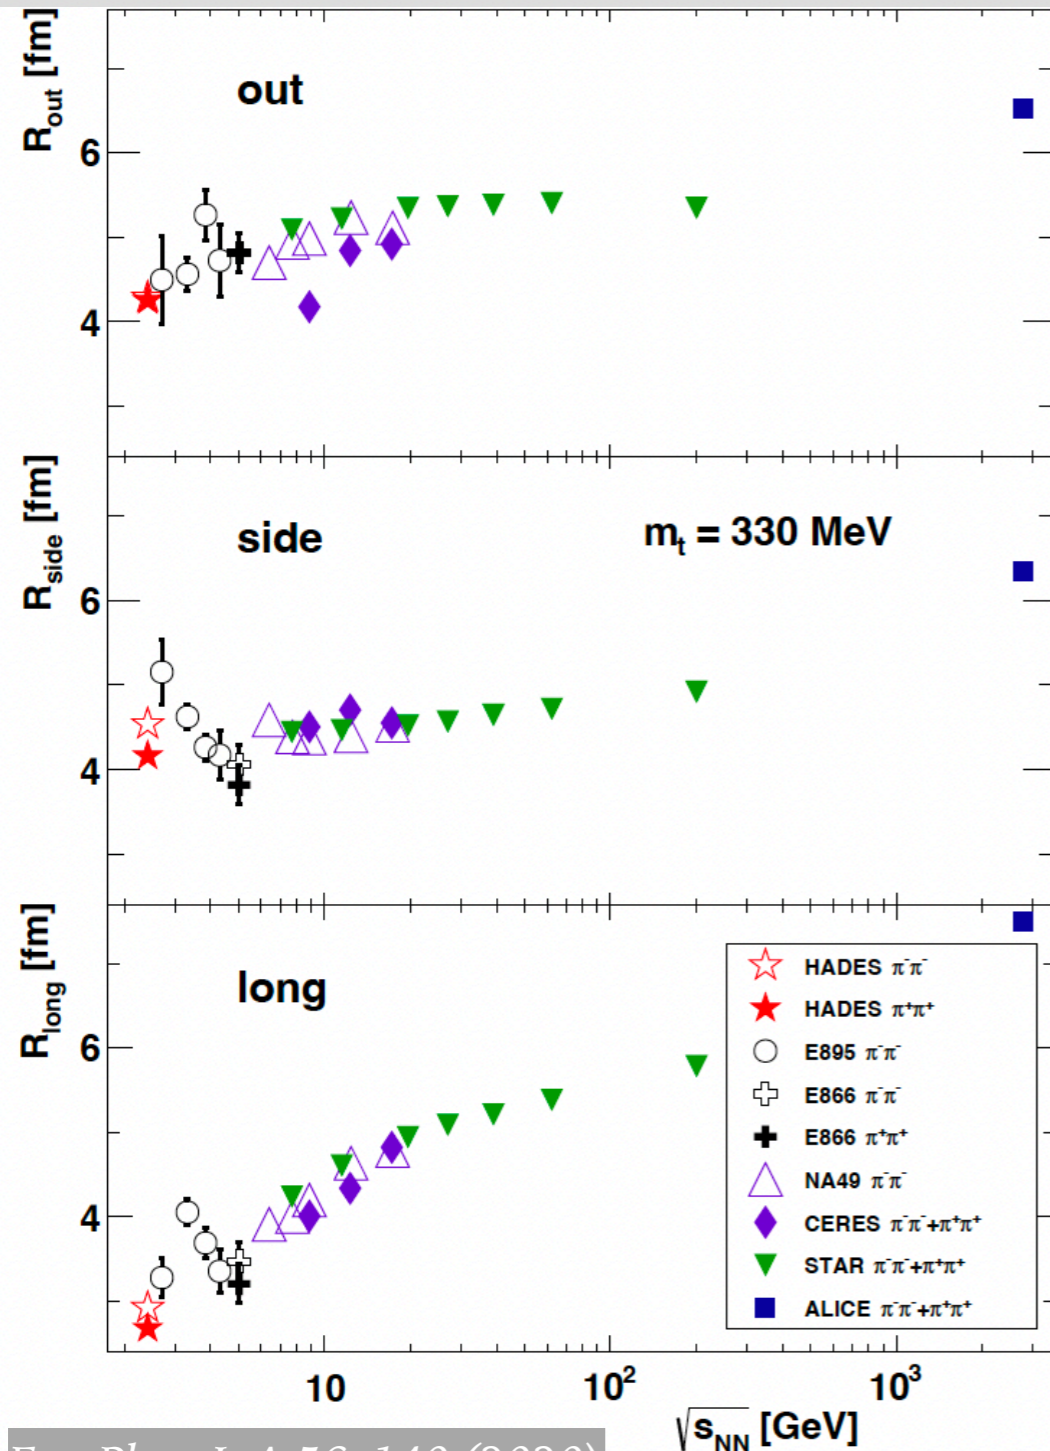 R_out [fm]
out
6
4
R_side [fm]
side
m_t = 330 MeV
6
4
R_long [fm]
long
6
4
HADES π⁻π⁻
HADES π⁺π⁺
E895 π⁻π⁻
E866 π⁻π⁻
E866 π⁺π⁺
NA49 π⁻π⁻
CERES π⁻π⁻+π⁺π⁺
STAR π⁻π⁻+π⁺π⁺
ALICE π⁻π⁻+π⁺π⁺
10 10² 10³
√s_NN [GeV]